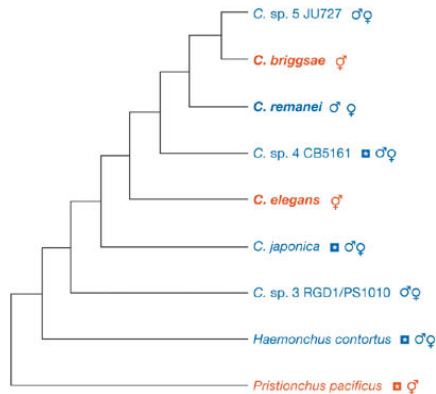 C. sp. 5 JU727 ♂♀
C. briggsae ⚥
C. remanei ♂♀
C. sp. 4 CB5161 ♂♀
C. elegans ⚥
C. japonica ♂♀
C. sp. 3 RGD1/PS1010 ♂♀
Haemonchus contortus ♂♀
Pristionchus pacificus ⚥